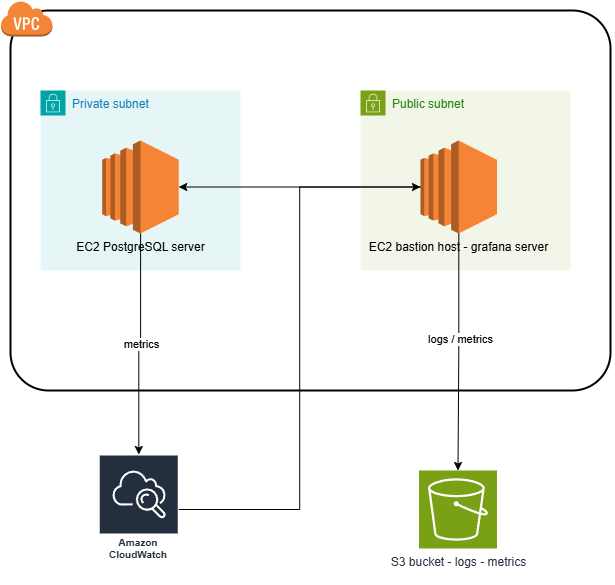 VPC
Private subnet
Public subnet
EC2 PostgreSQL server
EC2 bastion host - grafana server
metrics
logs / metrics
Amazon
CloudWatch
S3 bucket - logs - metrics